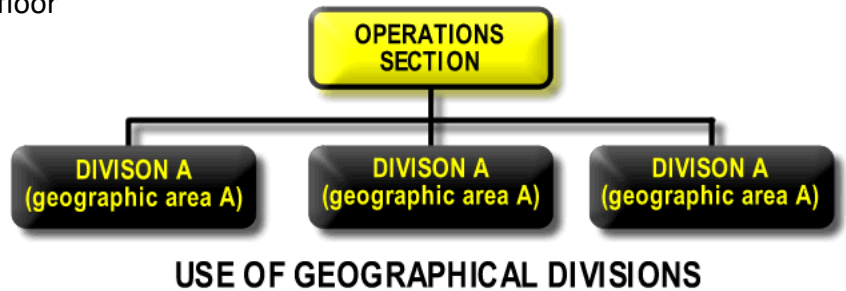 floor
OPERATIONS
SECTION
DIVISON A
(geographic area A)
DIVISON A
(geographic area A)
DIVISON A
(geographic area A)
USE OF GEOGRAPHICAL DIVISIONS